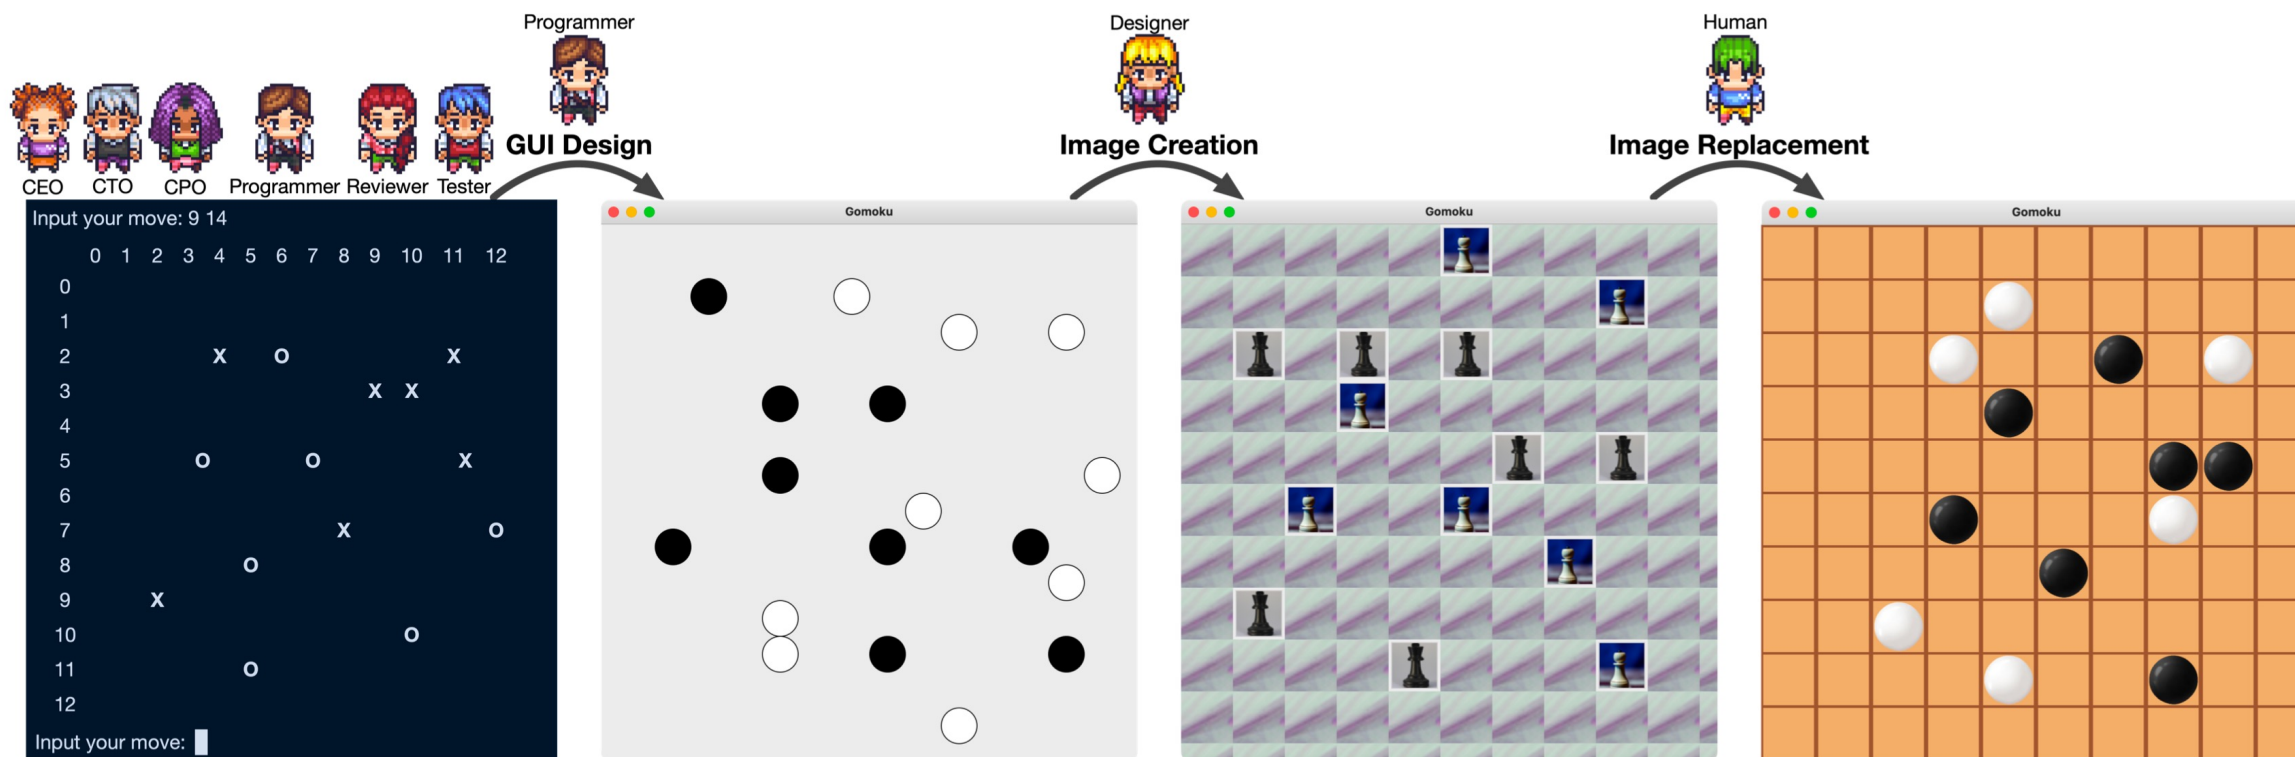 Programmer
Designer
Human
GUI Design
Image Creation
Image Replacement
CEO CTO CPO Programmer Reviewer Tester
Input your move: 9 14
0 1 2 3 4 5 6 7 8 9 10 11 12
0
1
2 X O X
3 X X
4
5 O O X
6
7 X O
8 O
9 X
10 O
11 O
12
Input your move:
Gomoku
Gomoku
Gomoku